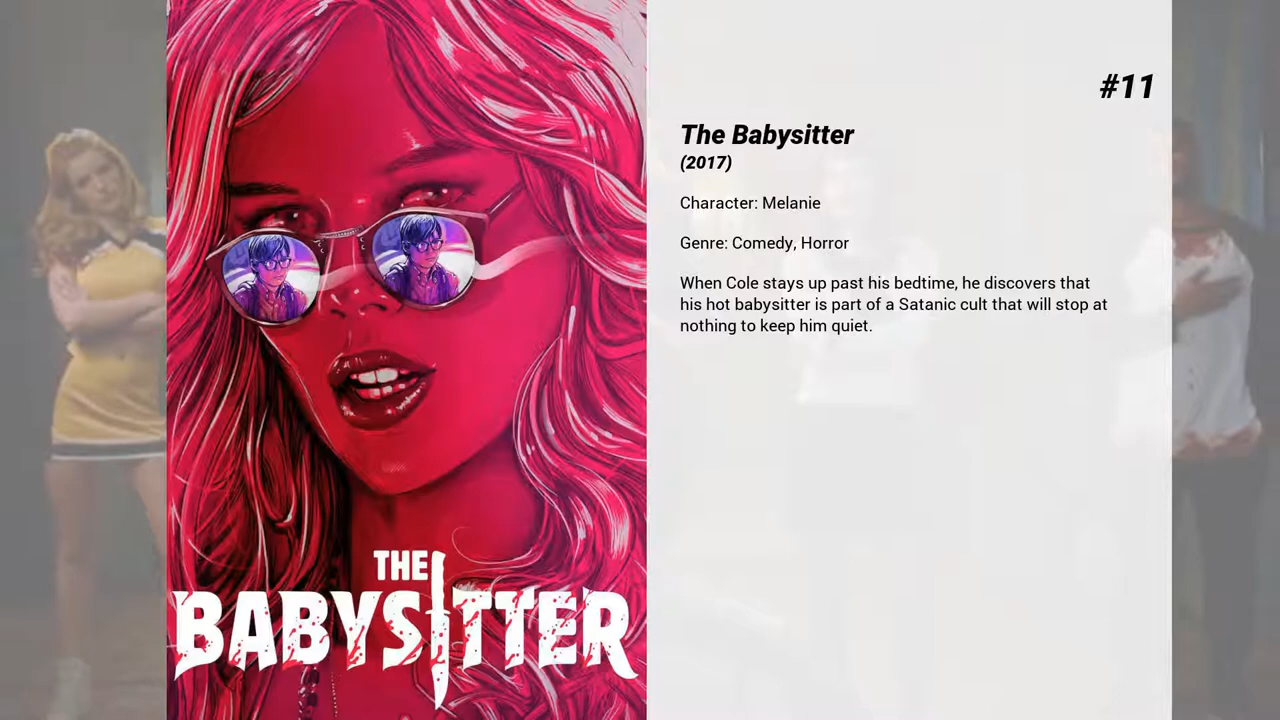 THE
BABYSITTER
#11
The Babysitter
(2017)
Character: Melanie
Genre: Comedy, Horror
When Cole stays up past his bedtime, he discovers that
his hot babysitter is part of a Satanic cult that will stop at
nothing to keep him quiet.